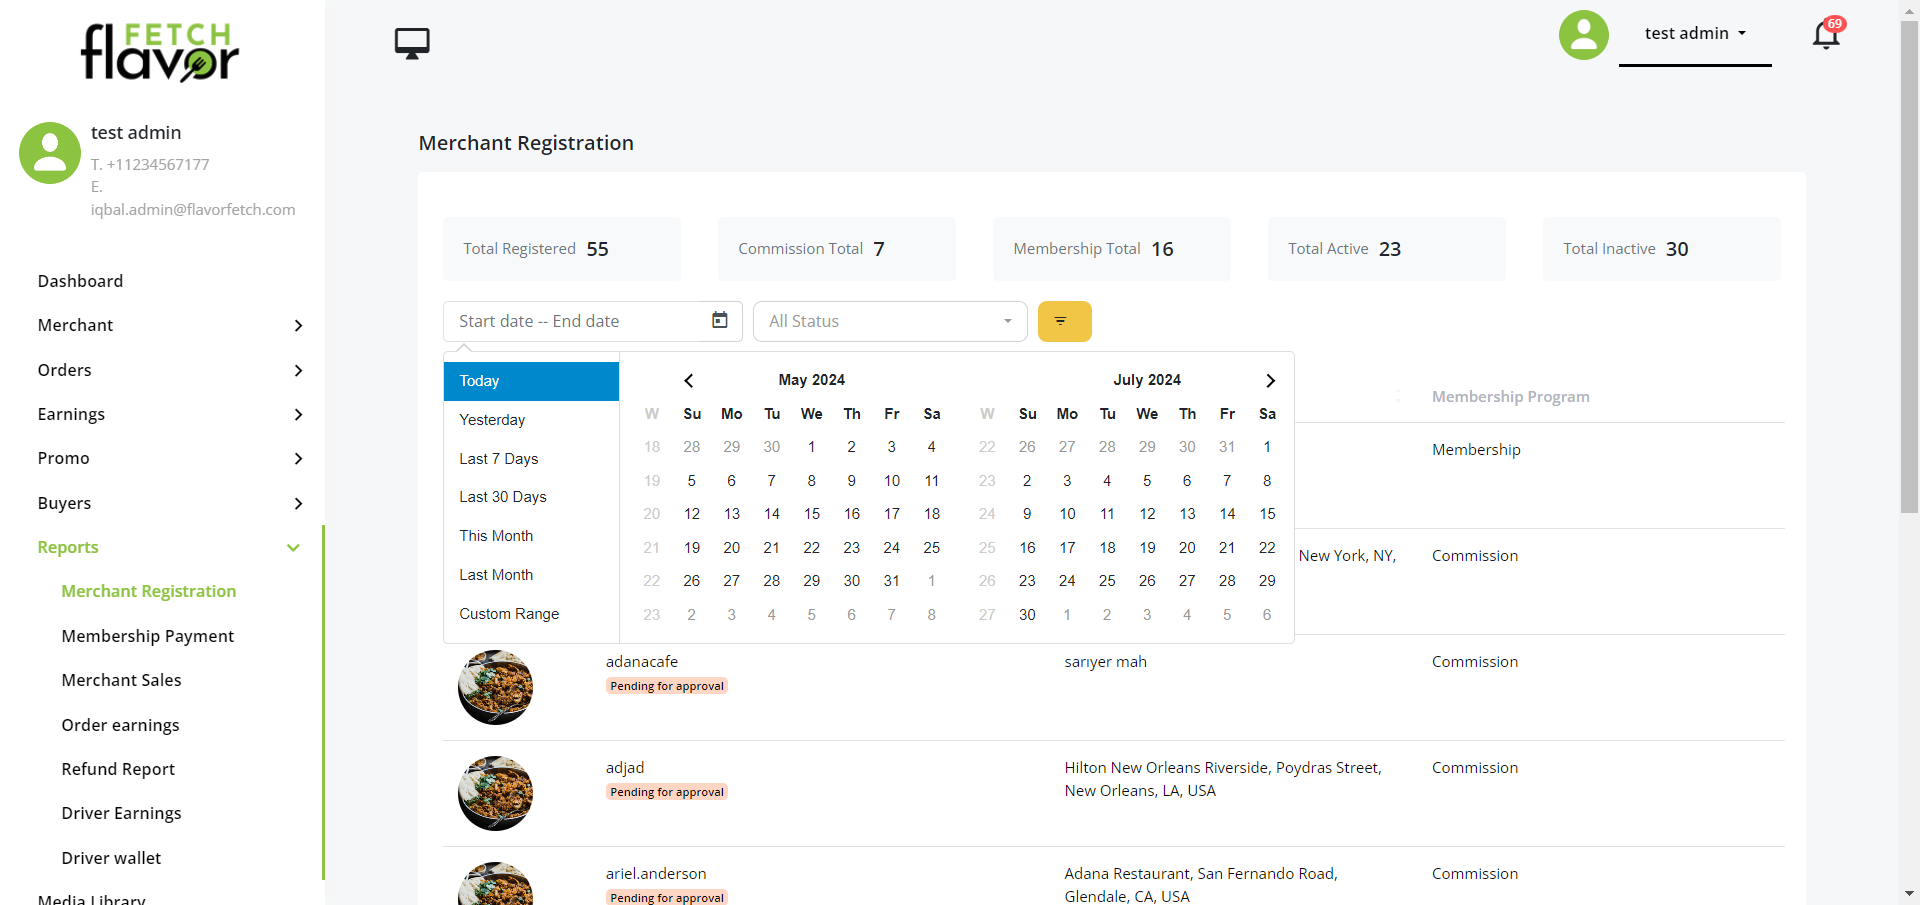 FETCH
flavor
test admin
T. +11234567177
E.
iqbal.admin@flavorfetch.com
Dashboard
Merchant
Orders
Earnings
Promo
Buyers
Reports
Merchant Registration
Membership Payment
Merchant Sales
Order earnings
Refund Report
Driver Earnings
Driver wallet
Media Library
test admin
69
Merchant Registration
Total Registered 55
Commission Total 7
Membership Total 16
Total Active 23
Total Inactive 30
Start date -- End date
All Status
Today
Yesterday
Last 7 Days
Last 30 Days
This Month
Last Month
Custom Range
May 2024
W Su Mo Tu We Th Fr Sa
18 28 29 30 1 2 3 4
19 5 6 7 8 9 10 11
20 12 13 14 15 16 17 18
21 19 20 21 22 23 24 25
22 26 27 28 29 30 31 1
23 2 3 4 5 6 7 8
July 2024
W Su Mo Tu We Th Fr Sa
22 26 27 28 29 30 31 1
23 2 3 4 5 6 7 8
24 9 10 11 12 13 14 15
25 16 17 18 19 20 21 22
26 23 24 25 26 27 28 29
27 30 1 2 3 4 5 6
Membership Program
Membership
New York, NY,
Commission
adanacafe
Pending for approval
sarıyer mah
Commission
adjad
Pending for approval
Hilton New Orleans Riverside, Poydras Street,
New Orleans, LA, USA
Commission
ariel.anderson
Pending for approval
Adana Restaurant, San Fernando Road,
Glendale, CA, USA
Commission